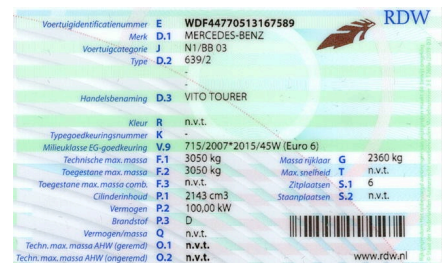 RDW
Voertuigidentificatienummer E WDF44770513167589
Merk D.1 MERCEDES-BENZ
Voertuigcategorie J N1/BB 03
Type D.2 639/2
-
-
Handelsbenaming D.3 VITO TOURER
Kleur R n.v.t.
Typegoedkeuringsnummer K -
Milieuklasse EG-goedkeuring V.9 715/2007*2015/45W (Euro 6)
Technische max. massa F.1 3050 kg Massa rijklaar G 2360 kg
Toegestane max. massa F.2 3050 kg Max. snelheid T n.v.t.
Toegestane max. massa comb. F.3 n.v.t. Zitplaatsen S.1 6
Cilinderinhoud P.1 2143 cm3 Staanplaatsen S.2 n.v.t.
Vermogen P.2 100,00 kW
Brandstof P.3 D
Vermogen/massa Q n.v.t.
Techn. max. massa AHW (geremd) O.1 n.v.t.
Techn. max. massa AHW (ongeremd) O.2 n.v.t. www.rdw.nl